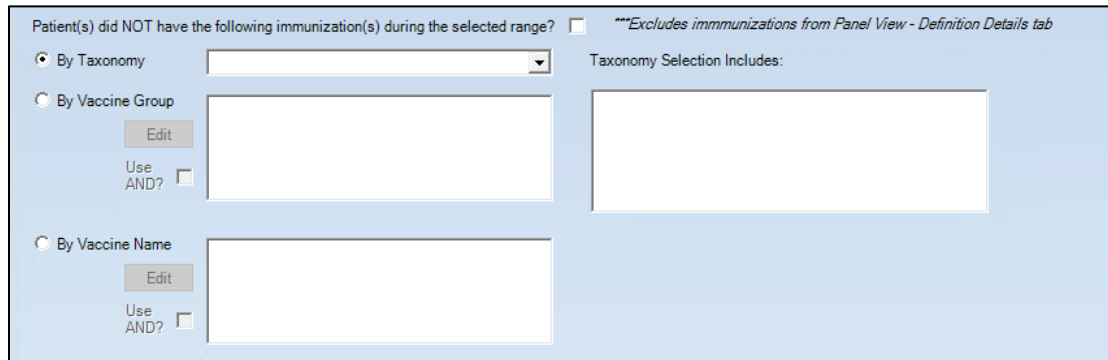 Patient(s) did NOT have the following immunization(s) during the selected range? ***Excludes immmunizations from Panel View - Definition Details tab
By Taxonomy Taxonomy Selection Includes:
By Vaccine Group
Edit
Use
AND?
By Vaccine Name
Edit
Use
AND?